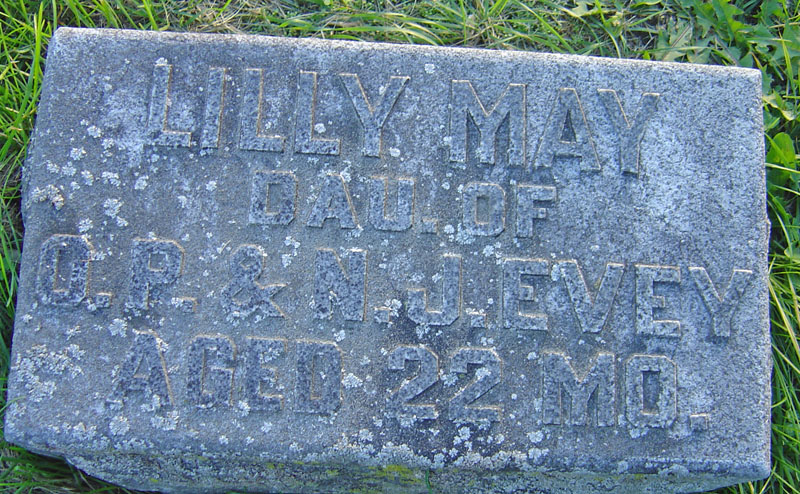 LILLY MAY
DAU. OF
O.P. & N.J. EVEY
AGED 22 MO.